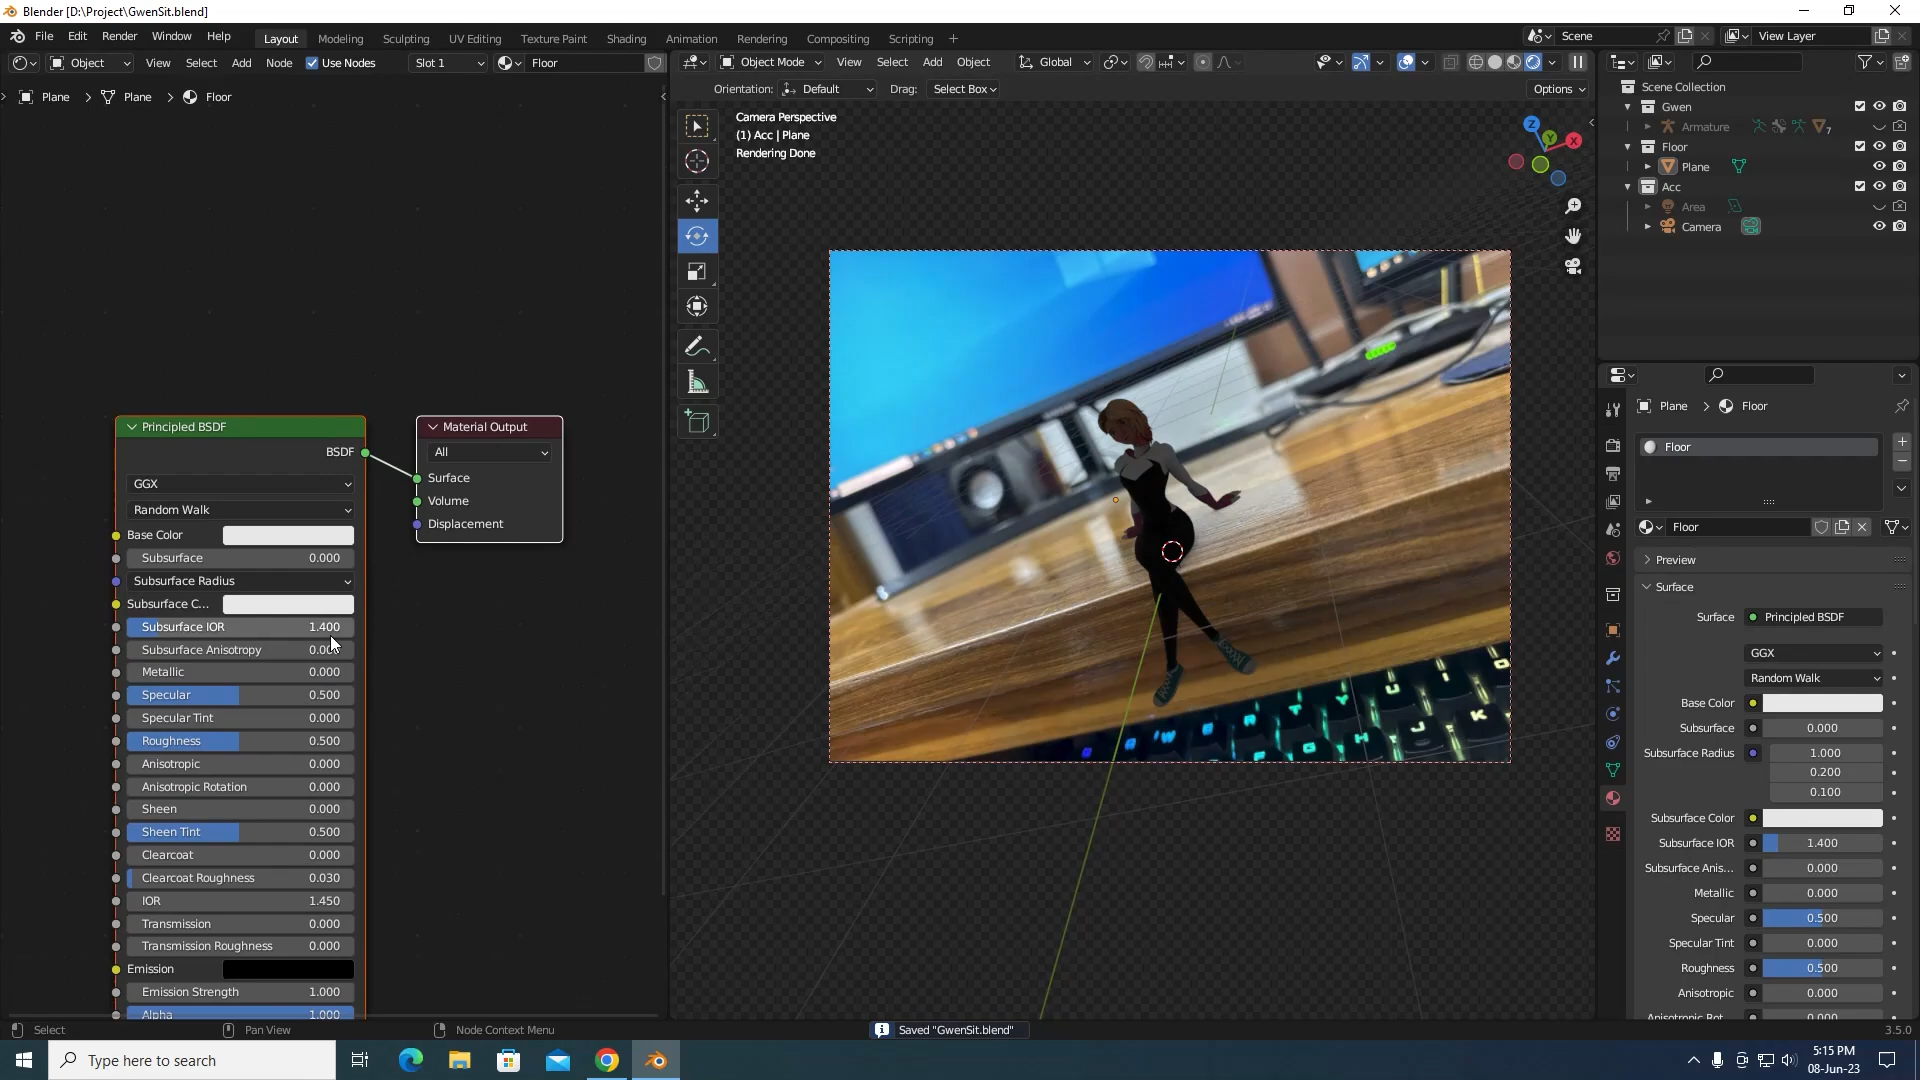 Blender [D:\Project\GwenSit.blend]
File Edit Render Window Help Layout Modeling Sculpting UV Editing Texture Paint Shading Animation Rendering Compositing Scripting + Scene View Layer
Object View Select Add Node Use Nodes Slot 1 Floor Object Mode View Select Add Object Global
Plane > Plane > Floor
Orientation: Default Drag: Select Box Options
Camera Perspective
(1) Acc | Plane
Rendering Done
Z
Y
X
Scene Collection
Gwen
Armature 7
Floor
Plane
Acc
Area
Camera
Principled BSDF
BSDF
GGX
Random Walk
Base Color
Subsurface 0.000
Subsurface Radius
Subsurface C...
Subsurface IOR 1.400
Subsurface Anisotropy 0.000
Metallic 0.000
Specular 0.500
Specular Tint 0.000
Roughness 0.500
Anisotropic 0.000
Anisotropic Rotation 0.000
Sheen 0.000
Sheen Tint 0.500
Clearcoat 0.000
Clearcoat Roughness 0.030
IOR 1.450
Transmission 0.000
Transmission Roughness 0.000
Emission
Emission Strength 1.000
Alpha 1.000
Material Output
All
Surface
Volume
Displacement
W R T Y U I
F G H J K
Plane > Floor
Floor
Floor
Preview
Surface
Surface Principled BSDF
GGX
Random Walk
Base Color
Subsurface 0.000
Subsurface Radius 1.000
0.200
0.100
Subsurface Color
Subsurface IOR 1.400
Subsurface Anis... 0.000
Metallic 0.000
Specular 0.500
Specular Tint 0.000
Roughness 0.500
Anisotropic 0.000
Anisotropic Rot... 0.000
Select Pan View Node Context Menu Saved "GwenSit.blend" 3.5.0
Type here to search
5:15 PM
08-Jun-23